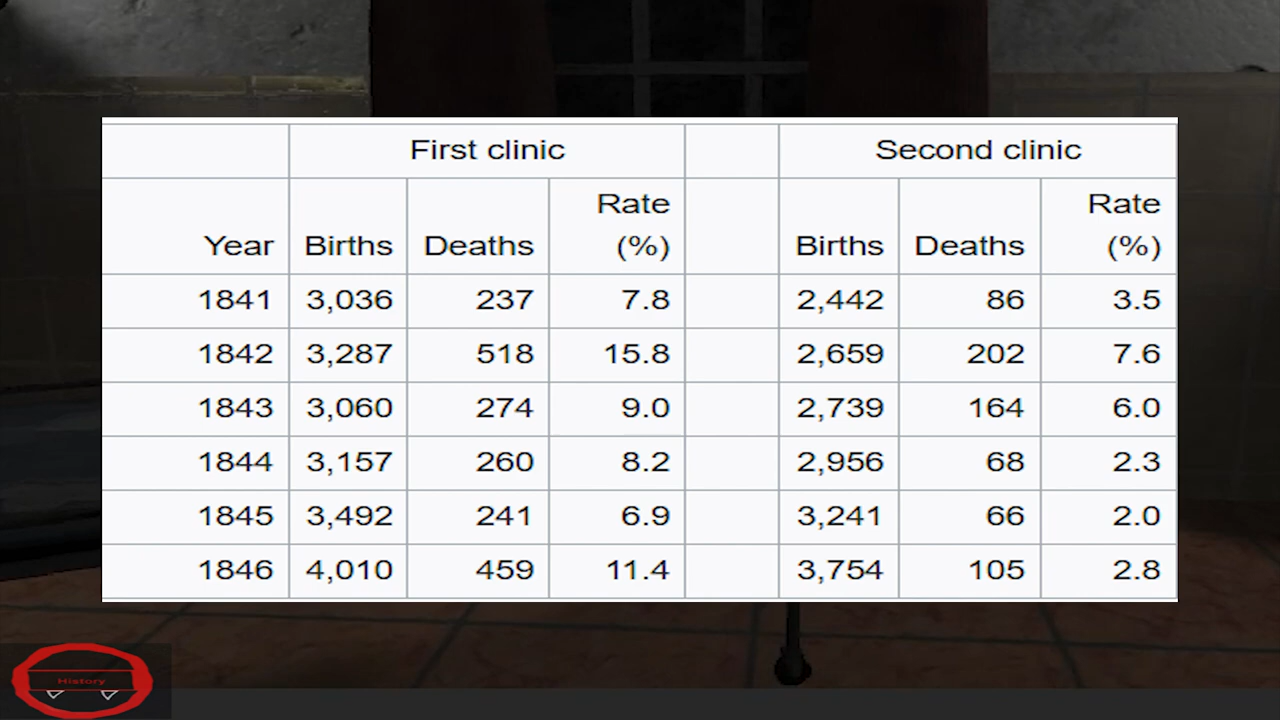 First clinic Second clinic
Rate Rate
Year Births Deaths (%) Births Deaths (%)
1841 3,036 237 7.8 2,442 86 3.5
1842 3,287 518 15.8 2,659 202 7.6
1843 3,060 274 9.0 2,739 164 6.0
1844 3,157 260 8.2 2,956 68 2.3
1845 3,492 241 6.9 3,241 66 2.0
1846 4,010 459 11.4 3,754 105 2.8
History